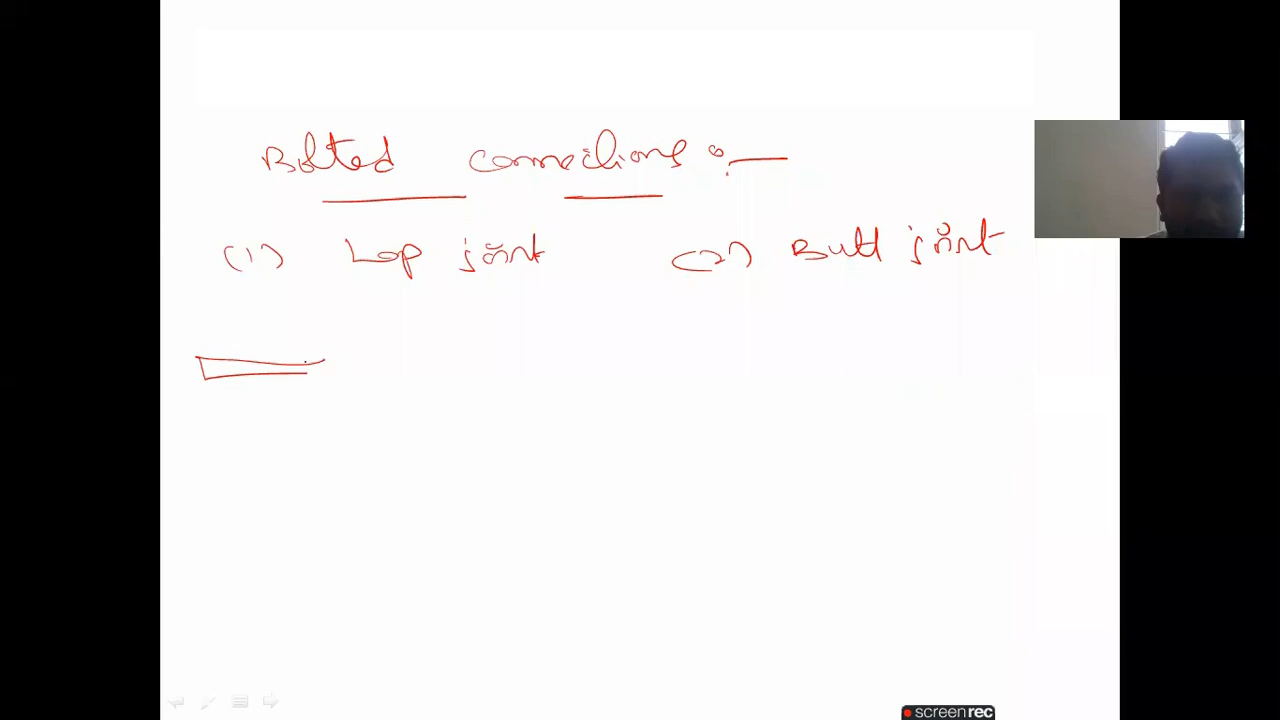 Bolted connections :-
(1) Lap joint (2) Butt joint
screenrec